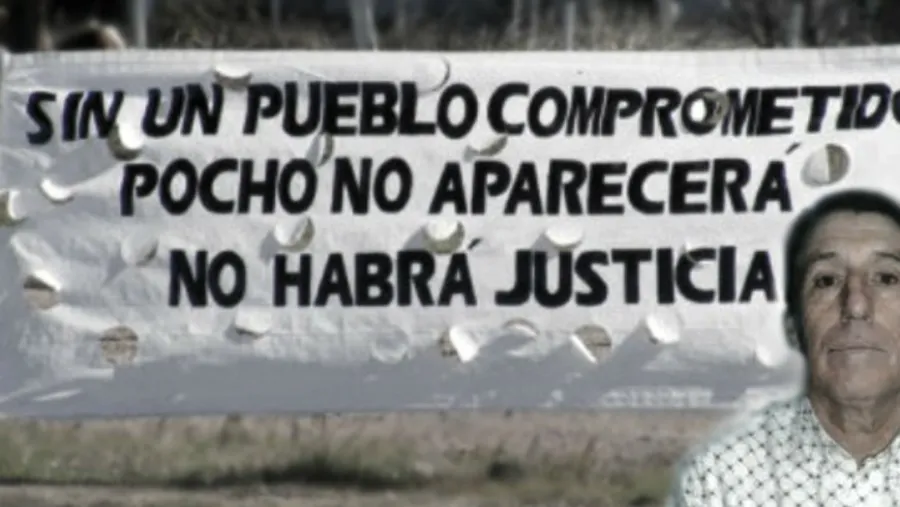 SIN UN PUEBLO COMPROMETIDO
POCHO NO APARECERÁ
NO HABRÁ JUSTICIA